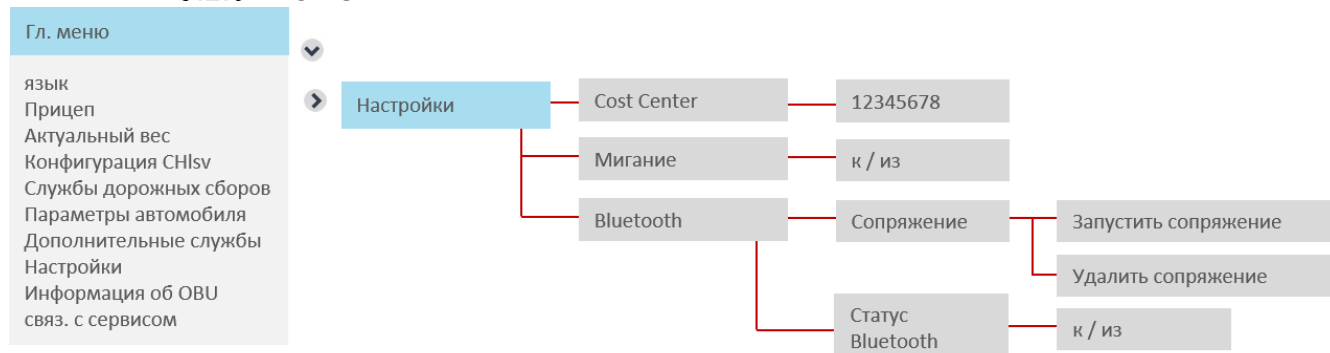 Гл. меню
язык
Прицеп
Актуальный вес
Конфигурация CHlsv
Службы дорожных сборов
Параметры автомобиля
Дополнительные службы
Настройки
Информация об OBU
связ. с сервисом
Настройки
Cost Center
12345678
Мигание
к / из
Bluetooth
Сопряжение
Запустить сопряжение
Удалить сопряжение
Статус
Bluetooth
к / из